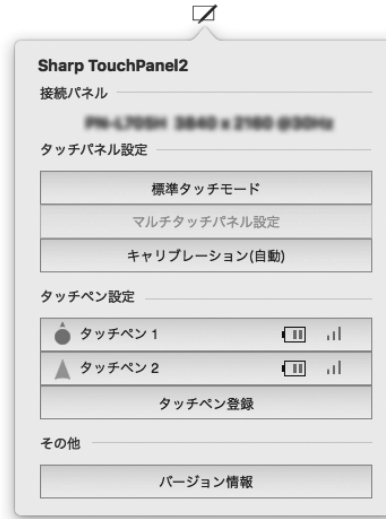 Sharp TouchPanel2
接続パネル
3840 x 2160 @30Hz
タッチパネル設定
標準タッチモード
マルチタッチパネル設定
キャリブレーション(自動)
タッチペン設定
タッチペン 1
タッチペン 2
タッチペン登録
その他
バージョン情報